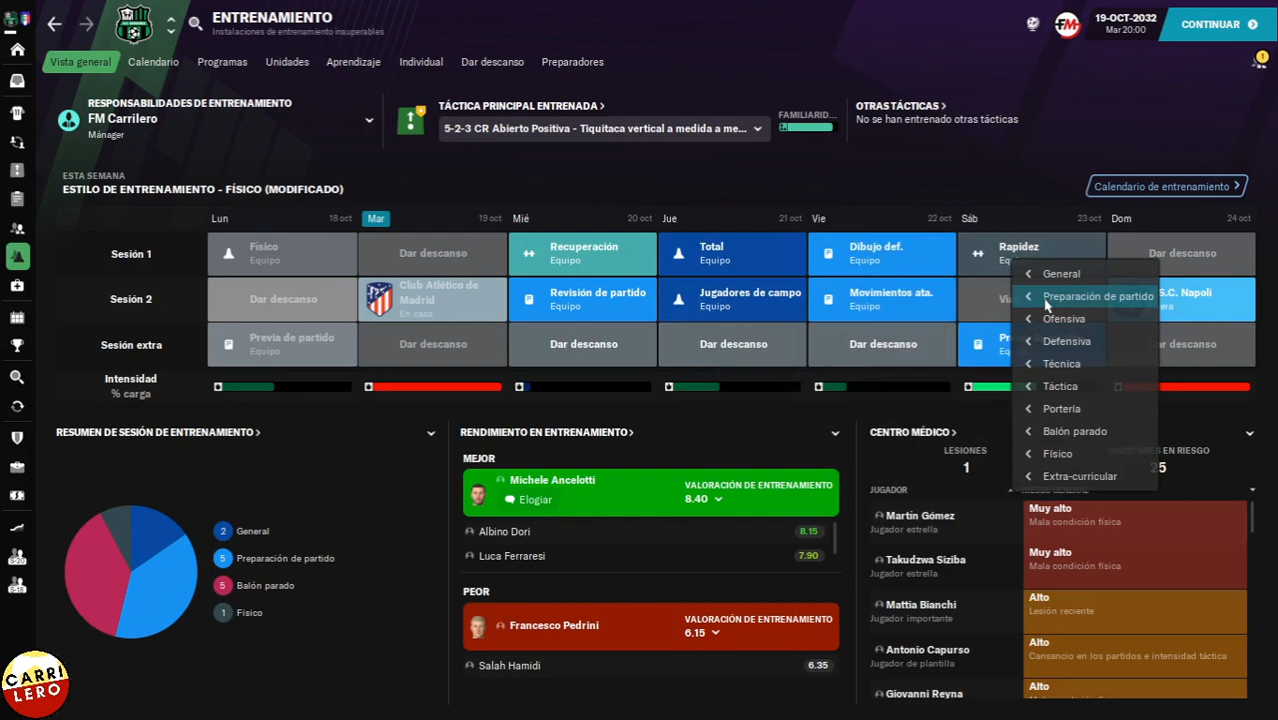 ENTRENAMIENTO
Instalaciones de entrenamiento insuperables
19-OCT-2032
Mar 20:00
CONTINUAR
1
Vista general
Calendario
Programas
Unidades
Aprendizaje
Individual
Dar descanso
Preparadores
RESPONSABILIDADES DE ENTRENAMIENTO
FM Carrilero
Mánager
TÁCTICA PRINCIPAL ENTRENADA
5-2-3 CR Abierto Positiva - Tiquitaca vertical a medida a me...
FAMILIARID...
OTRAS TÁCTICAS
No se han entrenado otras tácticas
ESTA SEMANA
ESTILO DE ENTRENAMIENTO - FÍSICO (MODIFICADO)
Calendario de entrenamiento
Lun 18 oct
Mar 19 oct
Mié 20 oct
Jue 21 oct
Vie 22 oct
Sáb 23 oct
Dom 24 oct
Sesión 1
Físico
Equipo
Dar descanso
Recuperación
Equipo
Total
Equipo
Dibujo def.
Equipo
Rapidez
Dar descanso
Sesión 2
Dar descanso
Club Atlético de
Madrid
En casa
Revisión de partido
Equipo
Jugadores de campo
Equipo
Movimientos ata.
Equipo
S.C. Napoli
Sesión extra
Previa de partido
Equipo
Dar descanso
Dar descanso
Dar descanso
Dar descanso
Equipo
Dar descanso
Intensidad
% carga
General
Preparación de partido
Ofensiva
Defensiva
Técnica
Táctica
Portería
Balón parado
Físico
Extra-curricular
RESUMEN DE SESIÓN DE ENTRENAMIENTO
2 General
5 Preparación de partido
5 Balón parado
1 Físico
RENDIMIENTO EN ENTRENAMIENTO
MEJOR
Michele Ancelotti
Elogiar
VALORACIÓN DE ENTRENAMIENTO
8.40
Albino Dori 8.15
Luca Ferraresi 7.90
PEOR
Francesco Pedrini
VALORACIÓN DE ENTRENAMIENTO
6.15
Salah Hamidi 6.35
CENTRO MÉDICO
LESIONES
1
EN RIESGO
25
JUGADOR
Martín Gómez
Jugador estrella
Muy alto
Mala condición física
Takudzwa Siziba
Jugador estrella
Muy alto
Mala condición física
Mattia Bianchi
Jugador importante
Alto
Lesión reciente
Antonio Capurso
Jugador de plantilla
Alto
Cansancio en los partidos e intensidad táctica
Giovanni Reyna
Alto
S-20
S-18
FM
CARRI
LERO